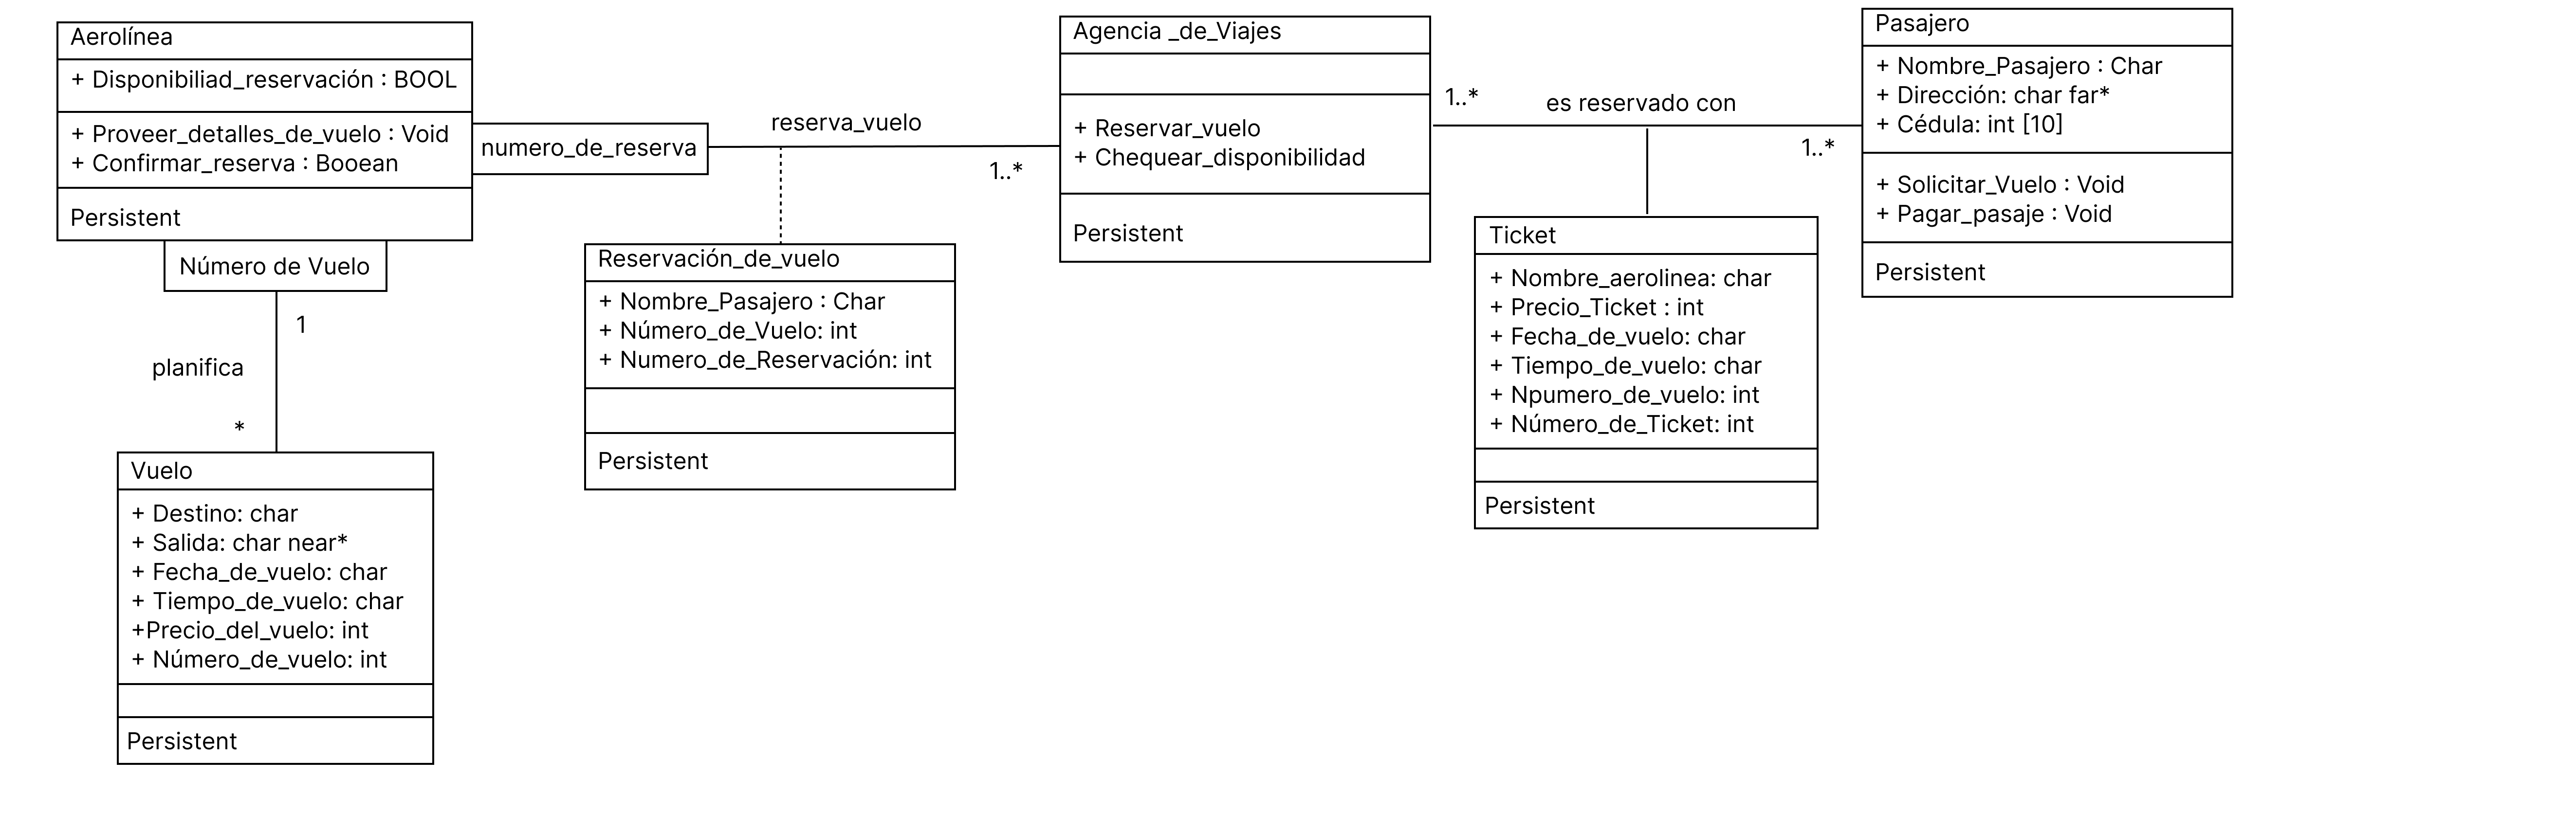 Aerolínea
+ Disponibiliad_reservación : BOOL
+ Proveer_detalles_de_vuelo : Void
+ Confirmar_reserva : Booean
Persistent
Número de Vuelo
1
planifica
*
Vuelo
+ Destino: char
+ Salida: char near*
+ Fecha_de_vuelo: char
+ Tiempo_de_vuelo: char
+Precio_del_vuelo: int
+ Número_de_vuelo: int
Persistent
numero_de_reserva
reserva_vuelo
1..*
Reservación_de_vuelo
+ Nombre_Pasajero : Char
+ Número_de_Vuelo: int
+ Numero_de_Reservación: int
Persistent
Agencia _de_Viajes
+ Reservar_vuelo
+ Chequear_disponibilidad
Persistent
1..*
es reservado con
1..*
Ticket
+ Nombre_aerolinea: char
+ Precio_Ticket : int
+ Fecha_de_vuelo: char
+ Tiempo_de_vuelo: char
+ Npumero_de_vuelo: int
+ Número_de_Ticket: int
Persistent
Pasajero
+ Nombre_Pasajero : Char
+ Dirección: char far*
+ Cédula: int [10]
+ Solicitar_Vuelo : Void
+ Pagar_pasaje : Void
Persistent